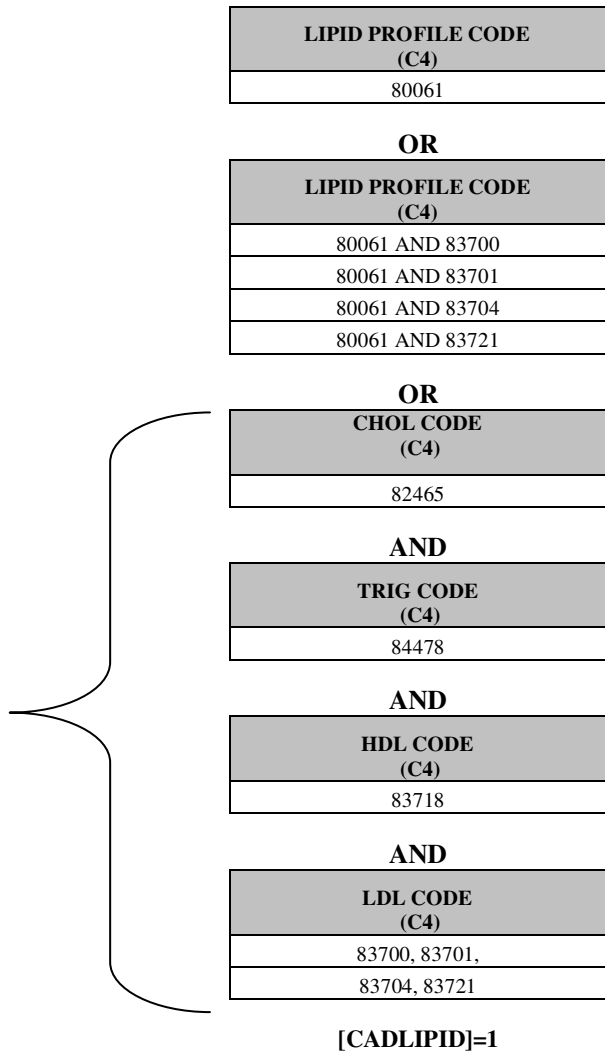 LIPID PROFILE CODE
(C4)
80061
OR
LIPID PROFILE CODE
(C4)
80061 AND 83700
80061 AND 83701
80061 AND 83704
80061 AND 83721
OR
CHOL CODE
(C4)
82465
AND
TRIG CODE
(C4)
84478
AND
HDL CODE
(C4)
83718
AND
LDL CODE
(C4)
83700, 83701,
83704, 83721
[CADLIPID]=1